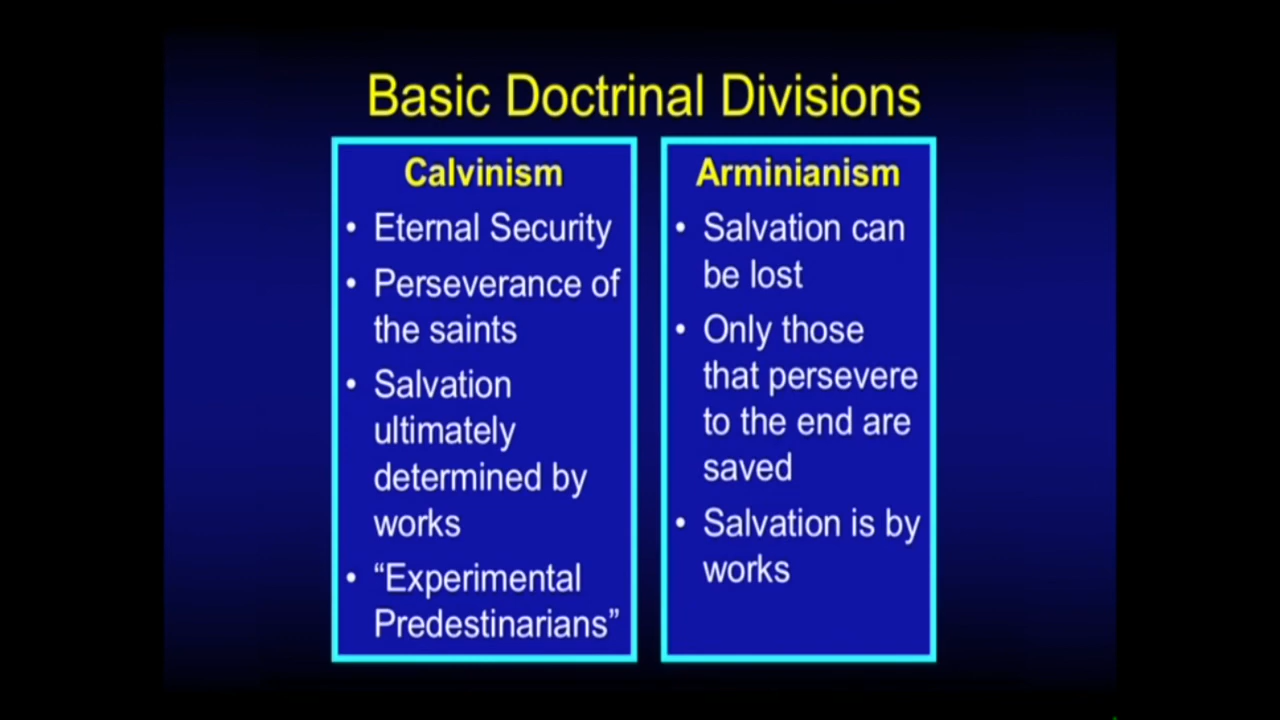 Basic Doctrinal Divisions
Calvinism
• Eternal Security
• Perseverance of
the saints
• Salvation
ultimately
determined by
works
• “Experimental
Predestinarians”
Arminianism
• Salvation can
be lost
• Only those
that persevere
to the end are
saved
• Salvation is by
works